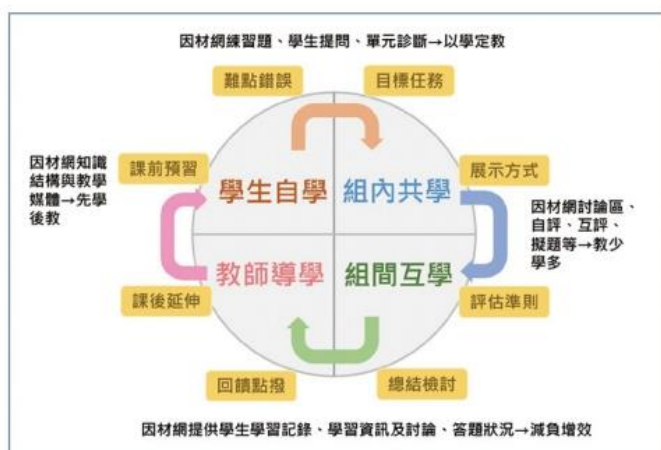 因材網練習題、學生提問、單元診斷→以學定教
難點錯誤
目標任務
因材網知識
結構與教學
媒體→先學
後教
課前預習
學生自學
組內共學
展示方式
因材網討論區、
自評、互評、
擬題等→教少
學多
課後延伸
教師導學
組間互學
評估準則
回饋點撥
總結檢討
因材網提供學生學習記錄、學習資訊及討論、答題狀況→減負增效